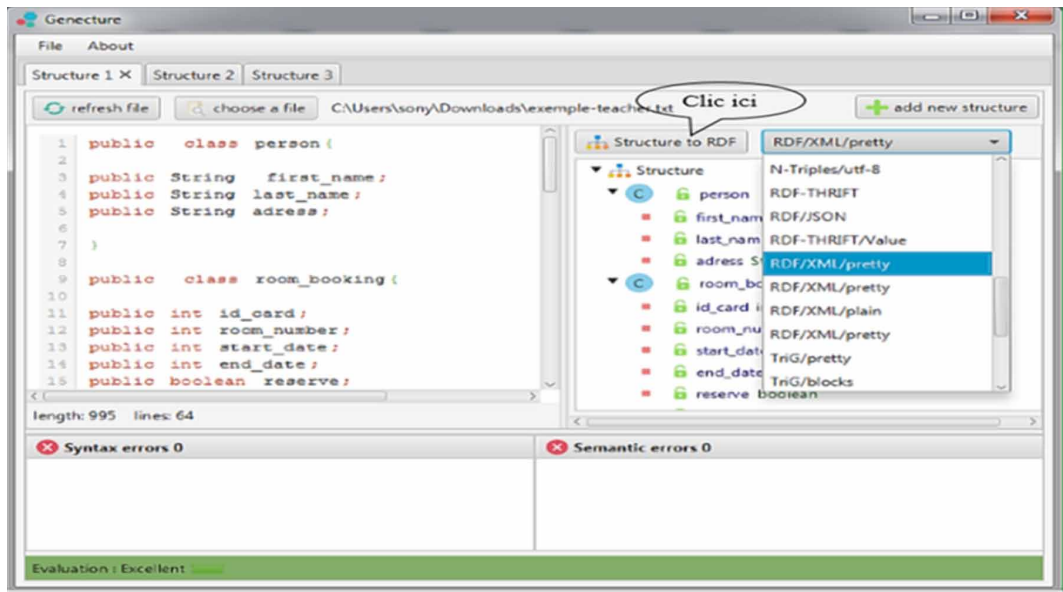 Genecture
File About
Structure 1 X Structure 2 Structure 3
refresh file choose a file C:\Users\sony\Downloads\exemple-teacher.txt Clic ici add new structure
1 public class person{
2
3 public String first_name;
4 public String last_name;
5 public String adress;
6
7 }
8
9 public class room_booking{
10
11 public int id_card;
12 public int room_number;
13 public int start_date;
14 public int end_date;
15 public boolean reserve;
length: 995 lines: 64
Structure to RDF RDF/XML/pretty
Structure
C person
first_nam
last_nam
adress S
C room_bo
id_card i
room_nu
start_dat
end_date
reserve boolean
N-Triples/utf-8
RDF-THRIFT
RDF/JSON
RDF-THRIFT/Value
RDF/XML/pretty
RDF/XML/pretty
RDF/XML/plain
RDF/XML/pretty
TriG/pretty
TriG/blocks
Syntax errors 0
Semantic errors 0
Evaluation : Excellent